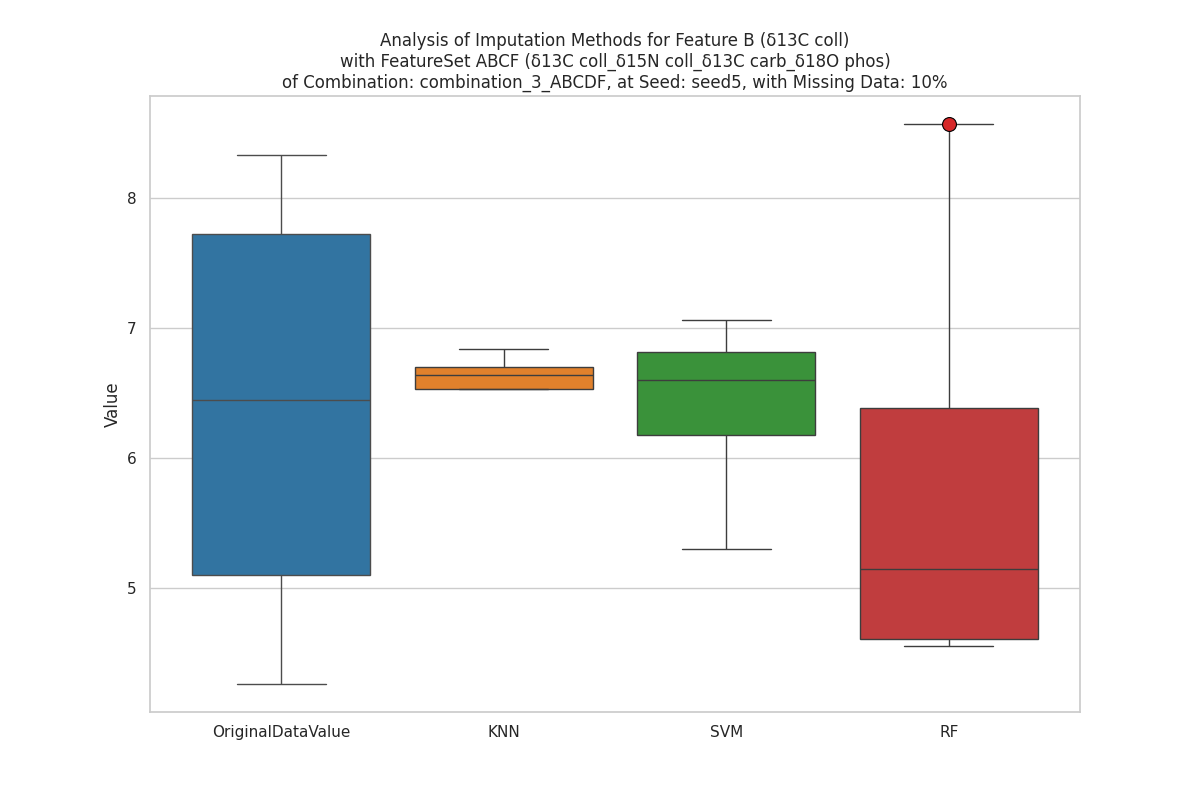 Analysis of Imputation Methods for Feature B (δ13C coll)
with FeatureSet ABCF (δ13C coll_δ15N coll_δ13C carb_δ18O phos)
of Combination: combination_3_ABCDF, at Seed: seed5, with Missing Data: 10%
Value
8
7
6
5
OriginalDataValue KNN SVM RF